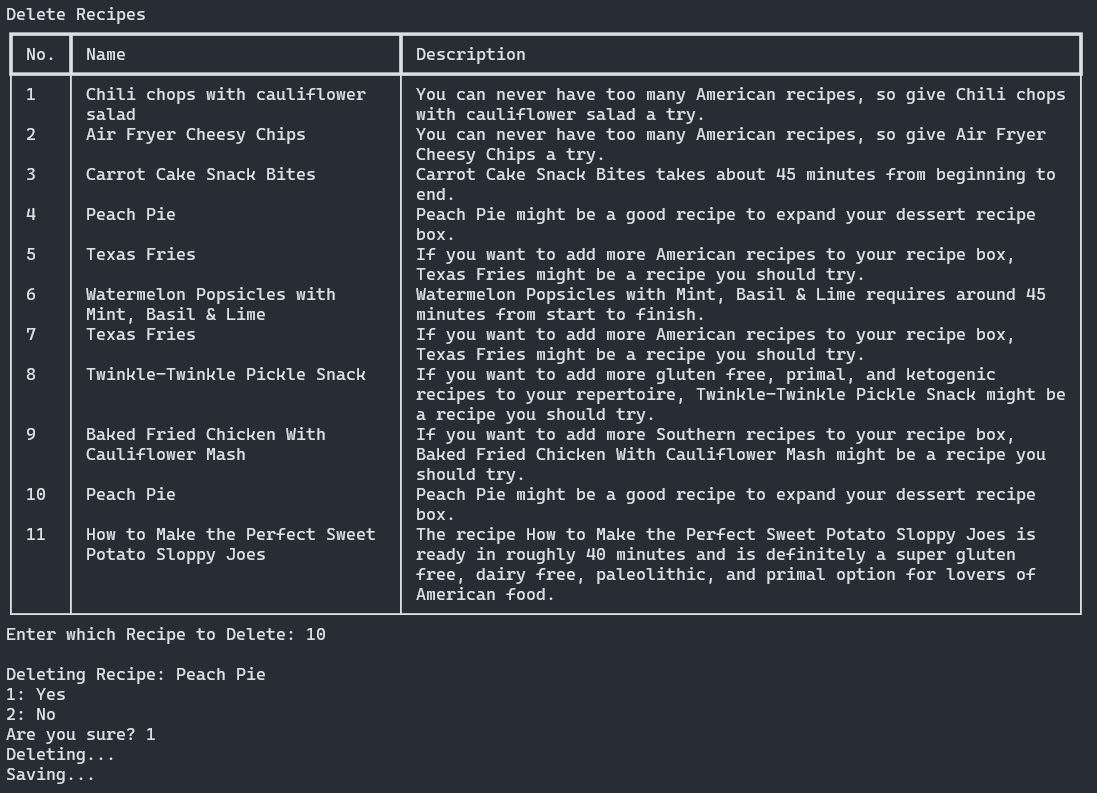 Delete Recipes
No. Name Description
1 Chili chops with cauliflower You can never have too many American recipes, so give Chili chops
salad with cauliflower salad a try.
2 Air Fryer Cheesy Chips You can never have too many American recipes, so give Air Fryer
Cheesy Chips a try.
3 Carrot Cake Snack Bites Carrot Cake Snack Bites takes about 45 minutes from beginning to
end.
4 Peach Pie Peach Pie might be a good recipe to expand your dessert recipe
box.
5 Texas Fries If you want to add more American recipes to your recipe box,
Texas Fries might be a recipe you should try.
6 Watermelon Popsicles with Watermelon Popsicles with Mint, Basil & Lime requires around 45
Mint, Basil & Lime minutes from start to finish.
7 Texas Fries If you want to add more American recipes to your recipe box,
Texas Fries might be a recipe you should try.
8 Twinkle-Twinkle Pickle Snack If you want to add more gluten free, primal, and ketogenic
recipes to your repertoire, Twinkle-Twinkle Pickle Snack might be
a recipe you should try.
9 Baked Fried Chicken With If you want to add more Southern recipes to your recipe box,
Cauliflower Mash Baked Fried Chicken With Cauliflower Mash might be a recipe you
should try.
10 Peach Pie Peach Pie might be a good recipe to expand your dessert recipe
box.
11 How to Make the Perfect Sweet The recipe How to Make the Perfect Sweet Potato Sloppy Joes is
Potato Sloppy Joes ready in roughly 40 minutes and is definitely a super gluten
free, dairy free, paleolithic, and primal option for lovers of
American food.
Enter which Recipe to Delete: 10
Deleting Recipe: Peach Pie
1: Yes
2: No
Are you sure? 1
Deleting...
Saving...